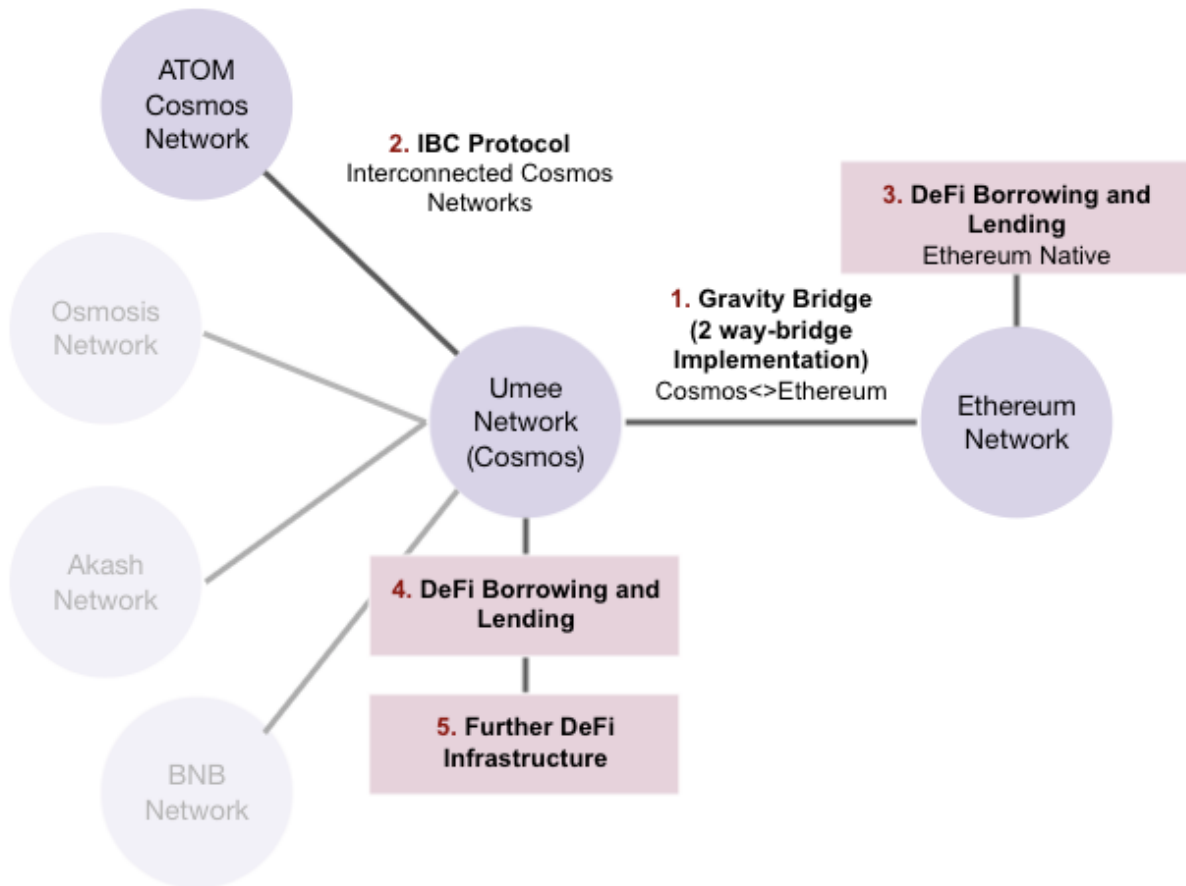 ATOM
Cosmos
Network
2. IBC Protocol
Interconnected Cosmos
Networks
3. DeFi Borrowing and
Lending
Ethereum Native
Osmosis
Network
1. Gravity Bridge
(2 way-bridge
Implementation)
Cosmos<>Ethereum
Umee
Network
(Cosmos)
Ethereum
Network
Akash
Network
4. DeFi Borrowing and
Lending
5. Further DeFi
Infrastructure
BNB
Network